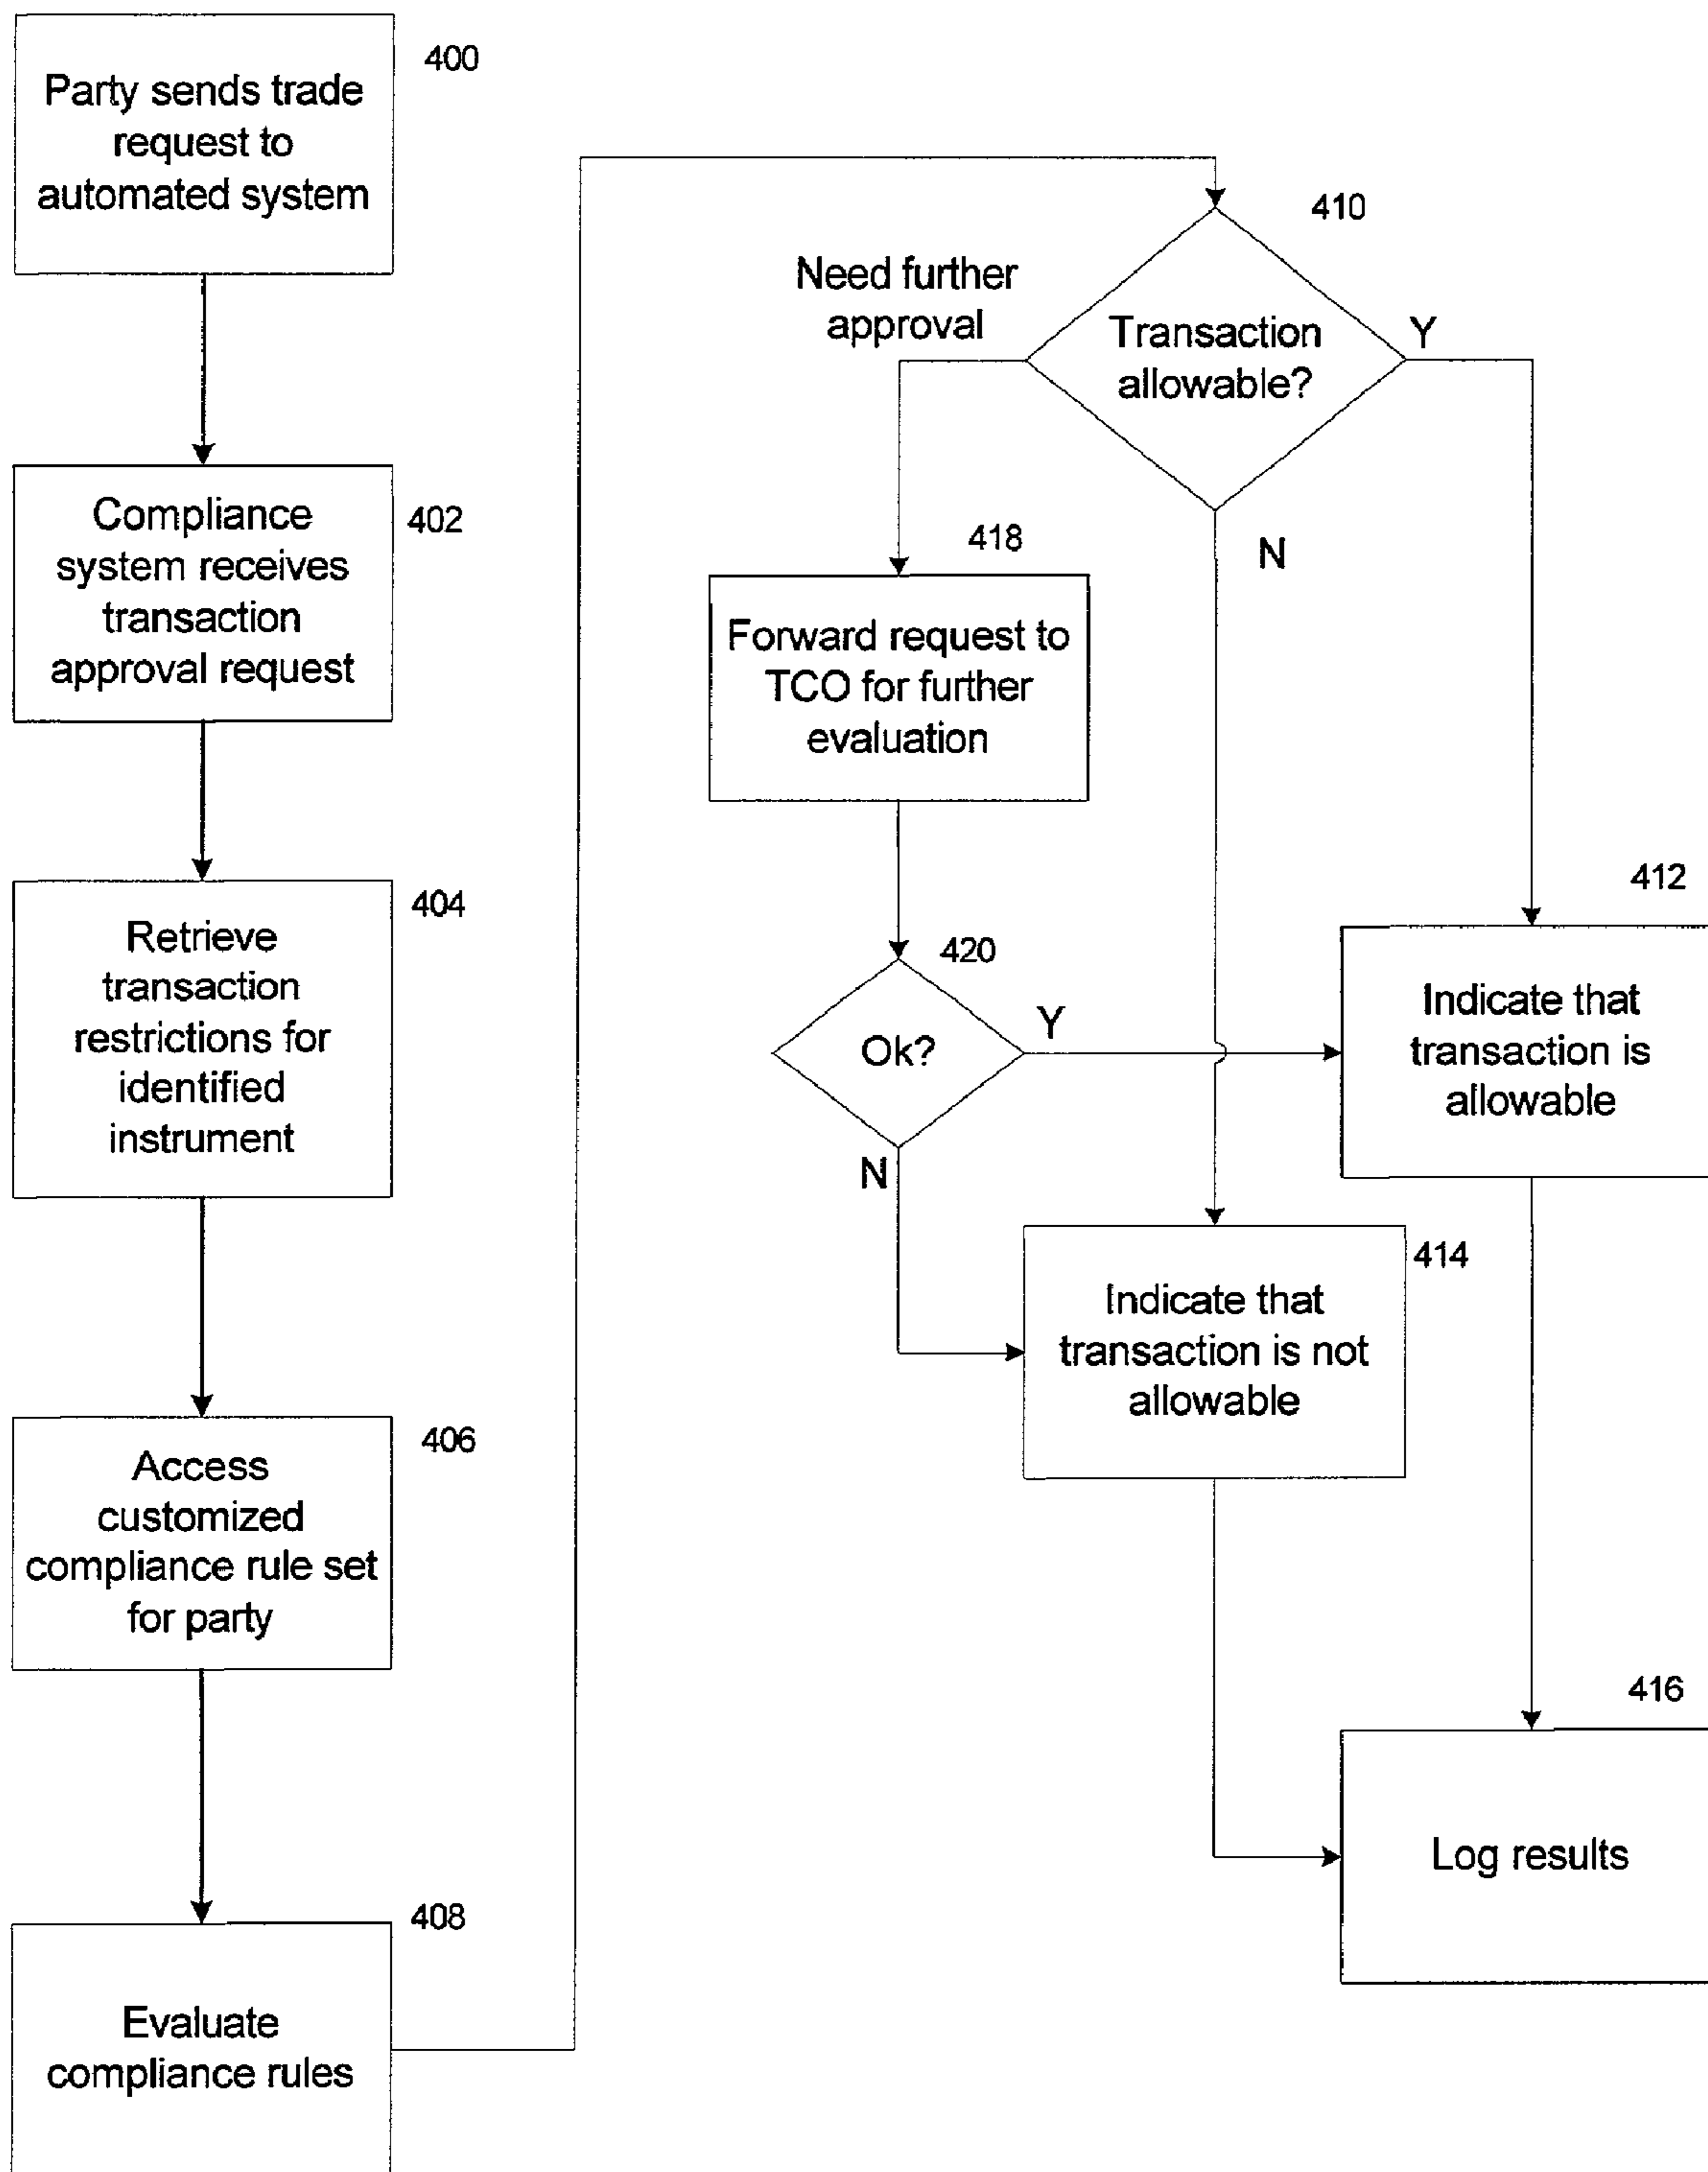 400
Party sends trade
request to
automated system
402
Compliance
system receives
transaction
approval request
404
Retrieve
transaction
restrictions for
identified
instrument
406
Access
customized
compliance rule set
for party
408
Evaluate
compliance rules
410
Transaction
allowable?
Need further
approval
Y
N
418
Forward request to
TCO for further
evaluation
420
Ok?
Y
N
412
Indicate that
transaction is
allowable
414
Indicate that
transaction is not
allowable
416
Log results